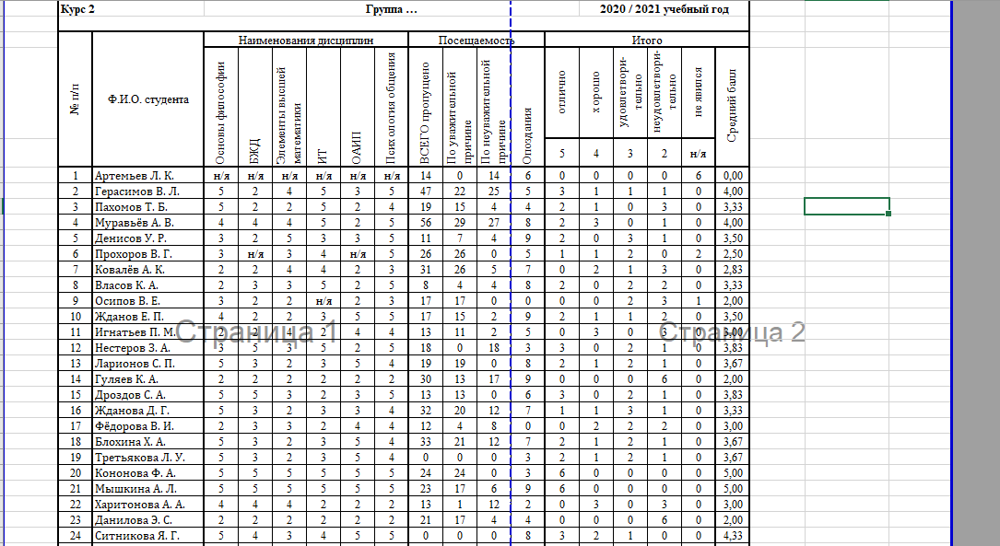 Курс 2 Группа ... 2020 / 2021 учебный год
Наименования дисциплин Посещаемость Итого
№ п/п Ф.И.О. студента Основы философии БЖД Элементы высшей математики ИТ ОАИП Психология общения ВСЕГО пропущено По уважительной причине По неуважительной причине Опоздания отлично хорошо удовлетвори-тельно неудовлетвори-тельно не явился Средний балл
5 4 3 2 н/я
1 Артемьев Л. К. н/я н/я н/я н/я н/я н/я 14 0 14 6 0 0 0 0 6 0,00
2 Герасимов В. Л. 5 2 4 5 3 5 47 22 25 5 3 1 1 1 0 4,00
3 Пахомов Т. Б. 5 2 2 5 2 4 19 15 4 4 2 1 0 3 0 3,33
4 Муравьёв А. В. 4 4 4 5 2 5 56 29 27 8 2 3 0 1 0 4,00
5 Денисов У. Р. 3 2 5 3 3 5 11 7 4 9 2 0 3 1 0 3,50
6 Прохоров В. Г. 3 н/я 3 4 н/я 5 26 26 0 5 1 1 2 0 2 2,50
7 Ковалёв А. К. 2 2 4 4 2 3 31 26 5 7 0 2 1 3 0 2,83
8 Власов К. А. 2 3 3 5 2 5 8 4 4 8 2 0 2 2 0 3,33
9 Осипов В. Е. 3 2 2 н/я 2 3 17 17 0 0 0 0 2 3 1 2,00
10 Жданов Е. П. 4 2 2 3 5 5 17 15 2 9 2 1 1 2 0 3,50
11 Игнатьев П. М. 2 2 4 2 4 4 13 11 2 5 0 3 0 3 0 3,00
Страница 1 Страница 2
12 Нестеров З. А. 3 5 3 5 2 5 18 0 18 3 3 0 2 1 0 3,83
13 Ларионов С. П. 5 3 2 3 5 4 19 19 0 8 2 1 2 1 0 3,67
14 Гуляев К. А. 2 2 2 2 2 2 30 13 17 9 0 0 0 6 0 2,00
15 Дроздов С. А. 5 5 3 2 3 5 13 13 0 6 3 0 2 1 0 3,83
16 Жданова Д. Г. 5 3 2 3 3 4 32 20 12 7 1 1 3 1 0 3,33
17 Фёдорова В. И. 2 3 3 2 4 4 12 4 8 0 0 2 2 2 0 3,00
18 Блохина Х. А. 5 3 2 3 5 4 33 21 12 7 2 1 2 1 0 3,67
19 Третьякова Л. У. 5 3 2 3 5 4 0 0 0 3 2 1 2 1 0 3,67
20 Кононова Ф. А. 5 5 5 5 5 5 24 24 0 3 6 0 0 0 0 5,00
21 Мышкина А. Л. 5 5 5 5 5 5 23 17 6 9 6 0 0 0 0 5,00
22 Харитонова А. А. 4 4 4 2 2 2 13 1 12 2 0 3 0 3 0 3,00
23 Данилова Э. С. 2 2 2 2 2 2 21 17 4 4 0 0 0 6 0 2,00
24 Ситникова Я. Г. 5 4 3 4 5 5 0 0 0 8 3 2 1 0 0 4,33